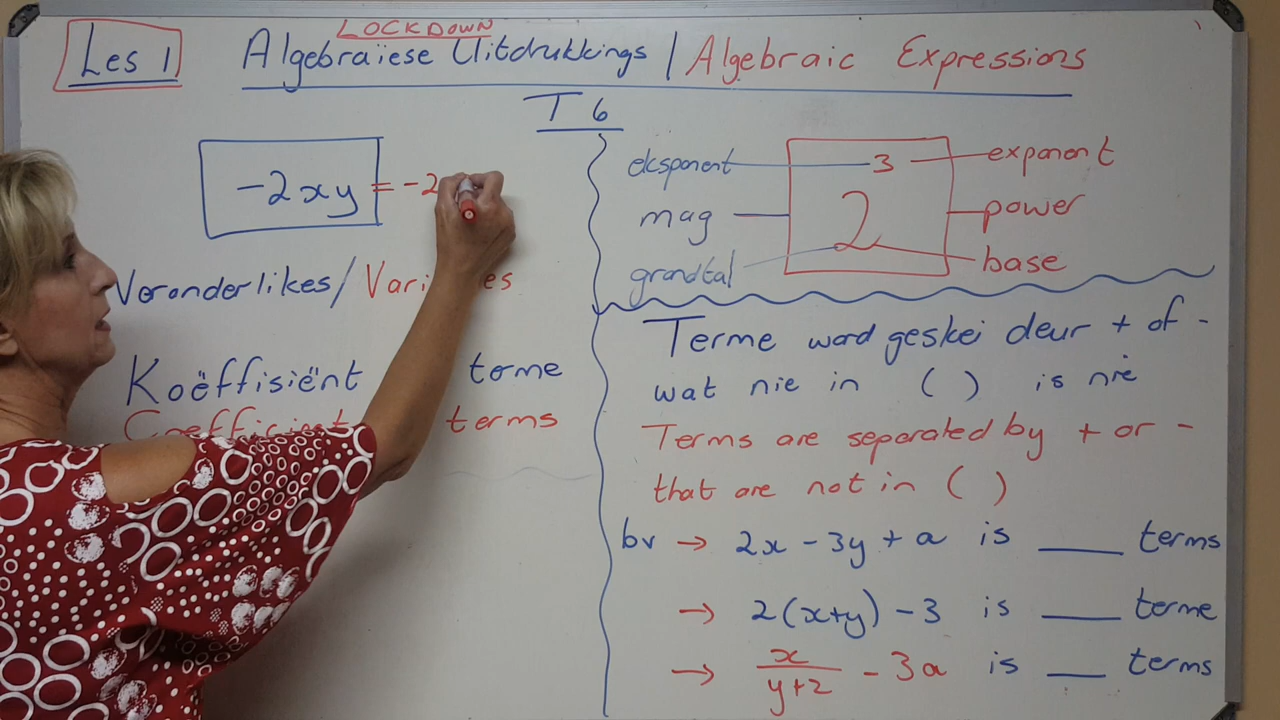 Les 1
LOCKDOWN
Algebraïese Uitdrukkings / Algebraic Expressions
T 6
-2xy = -2
Veranderlikes/
Koëffisiënt terme
Coefficient terms
eksponent 3 exponent
mag 2 power
grondtal base
Terme word geskei deur + of -
wat nie in ( ) is nie
Terms are separated by + or -
that are not in ( )
bv → 2x - 3y + a is ____ terms
→ 2(x+y) - 3 is ____ terme
→ x/(y+2) - 3a is ___ terms